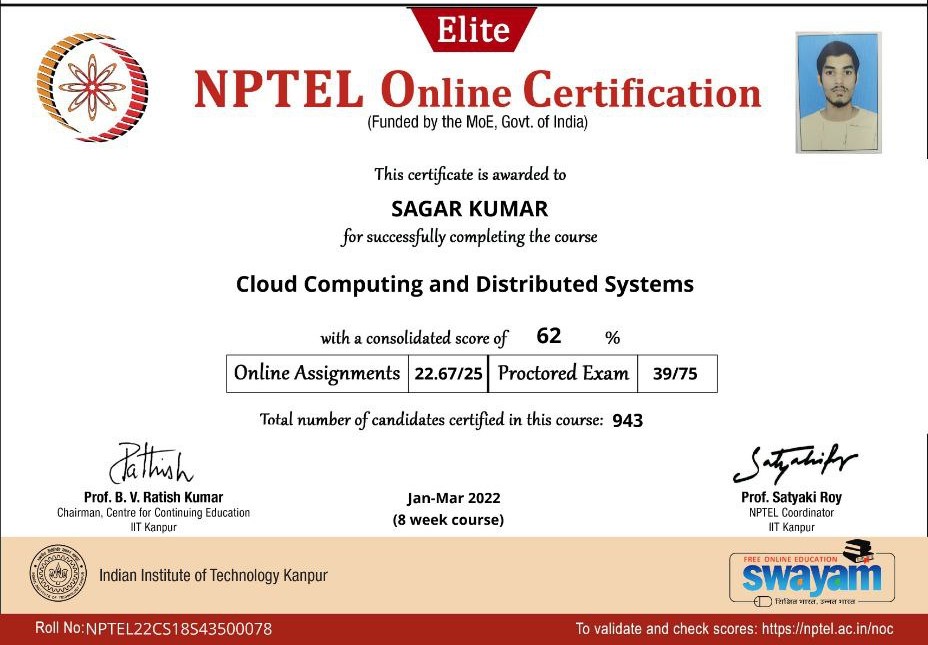 Elite
NPTEL Online Certification
(Funded by the MoE, Govt. of India)
This certificate is awarded to
SAGAR KUMAR
for successfully completing the course
Cloud Computing and Distributed Systems
with a consolidated score of 62 %
Online Assignments 22.67/25 Proctored Exam 39/75
Total number of candidates certified in this course: 943
Prof. B. V. Ratish Kumar
Chairman, Centre for Continuing Education
IIT Kanpur
Jan-Mar 2022
(8 week course)
Prof. Satyaki Roy
NPTEL Coordinator
IIT Kanpur
Indian Institute of Technology Kanpur
FREE ONLINE EDUCATION
swayam
शिक्षित भारत, उन्नत भारत
Roll No:NPTEL22CS18S43500078
To validate and check scores: https://nptel.ac.in/noc